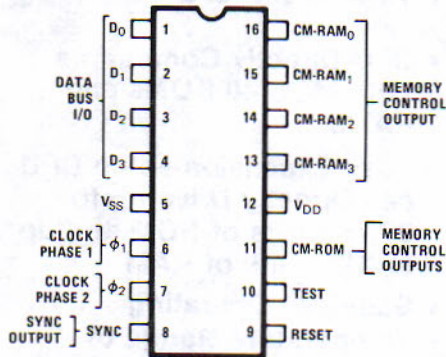 D0 1 16 CM-RAM0
D1 2 15 CM-RAM1
DATA
BUS
I/O
MEMORY
CONTROL
OUTPUT
D2 3 14 CM-RAM2
D3 4 13 CM-RAM3
VSS 5 12 VDD
CLOCK
PHASE 1
ϕ1 6 11 CM-ROM
MEMORY
CONTROL
OUTPUTS
CLOCK
PHASE 2
ϕ2 7 10 TEST
SYNC
OUTPUT
SYNC 8 9 RESET